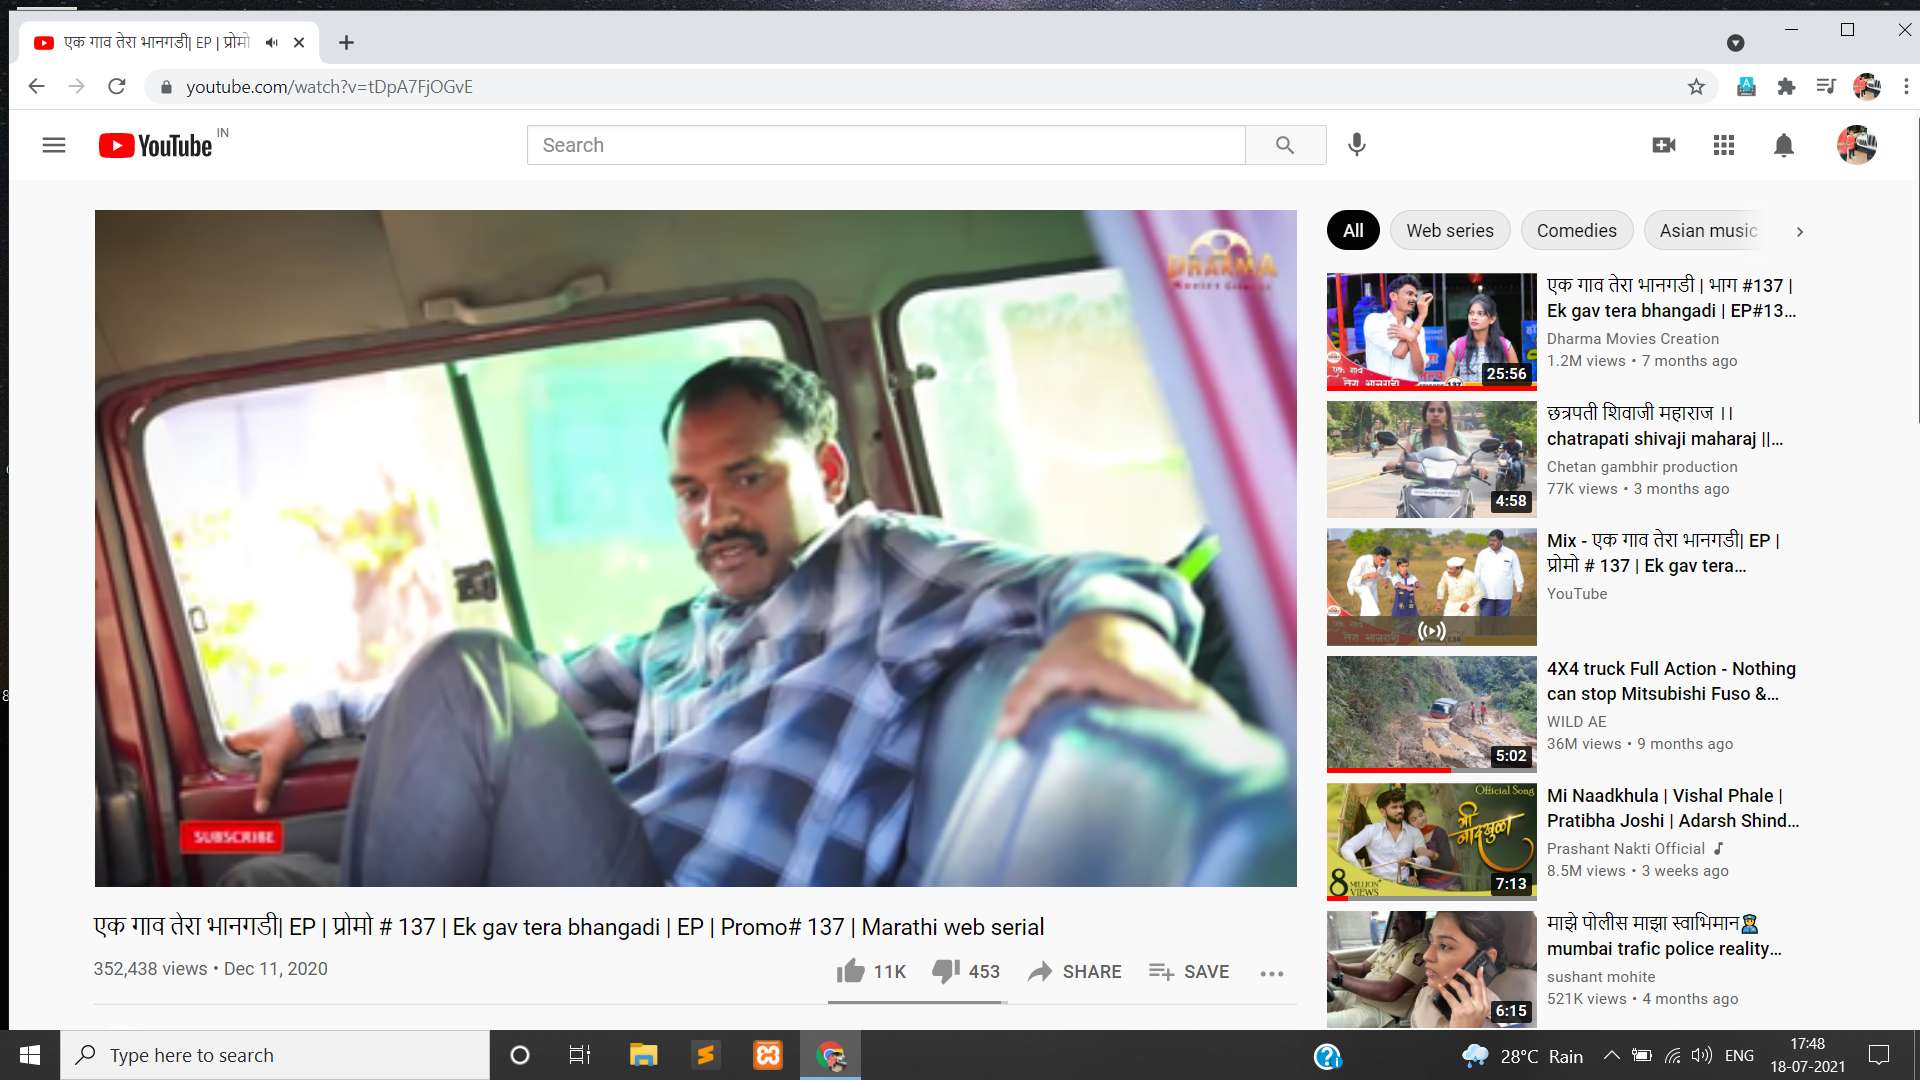 एक गाव तेरा भानगडी| EP | प्रोमो
youtube.com/watch?v=tDpA7FjOGvE
YouTube IN
Search
DHARMA
SUBSCRIBE
एक गाव तेरा भानगडी| EP | प्रोमो # 137 | Ek gav tera bhangadi | EP | Promo# 137 | Marathi web serial
352,438 views • Dec 11, 2020
11K 453 SHARE SAVE
All Web series Comedies Asian music
25:56
एक गाव तेरा भानगडी | भाग #137 |
Ek gav tera bhangadi | EP#13...
Dharma Movies Creation
1.2M views • 7 months ago
4:58
छत्रपती शिवाजी महाराज ।।
chatrapati shivaji maharaj ||...
Chetan gambhir production
77K views • 3 months ago
Mix - एक गाव तेरा भानगडी| EP |
प्रोमो # 137 | Ek gav tera...
YouTube
5:02
4X4 truck Full Action - Nothing
can stop Mitsubishi Fuso &...
WILD AE
36M views • 9 months ago
Official Song
मी नादखुळा
8 MILLION+ VIEWS
7:13
Mi Naadkhula | Vishal Phale |
Pratibha Joshi | Adarsh Shind...
Prashant Nakti Official
8.5M views • 3 weeks ago
6:15
माझे पोलीस माझा स्वाभिमान
mumbai trafic police reality...
sushant mohite
521K views • 4 months ago
Type here to search
28°C Rain ENG 17:48
18-07-2021